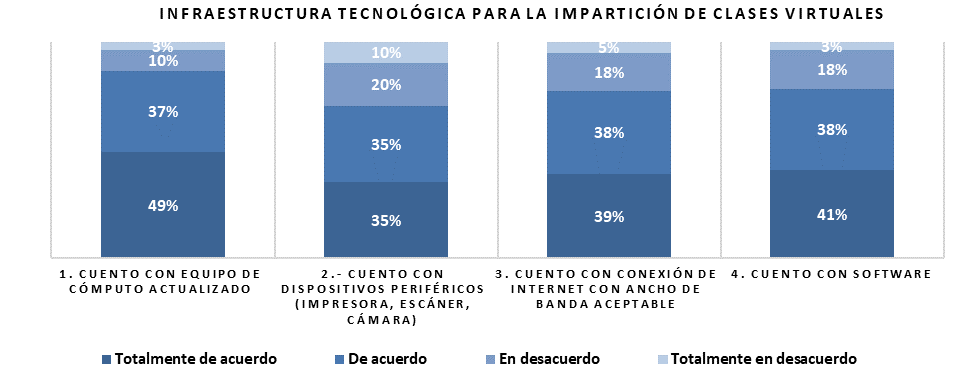 INFRAESTRUCTURA TECNOLÓGICA PARA LA IMPARTICIÓN DE CLASES VIRTUALES
3% 10% 5% 3%
10% 20% 18% 18%
37% 35% 38% 38%
49% 35% 39% 41%
1. CUENTO CON EQUIPO DE
CÓMPUTO ACTUALIZADO
2.- CUENTO CON
DISPOSITIVOS PERIFÉRICOS
(IMPRESORA, ESCÁNER,
CÁMARA)
3. CUENTO CON CONEXIÓN DE
INTERNET CON ANCHO DE
BANDA ACEPTABLE
4. CUENTO CON SOFTWARE
Totalmente de acuerdo De acuerdo En desacuerdo Totalmente en desacuerdo